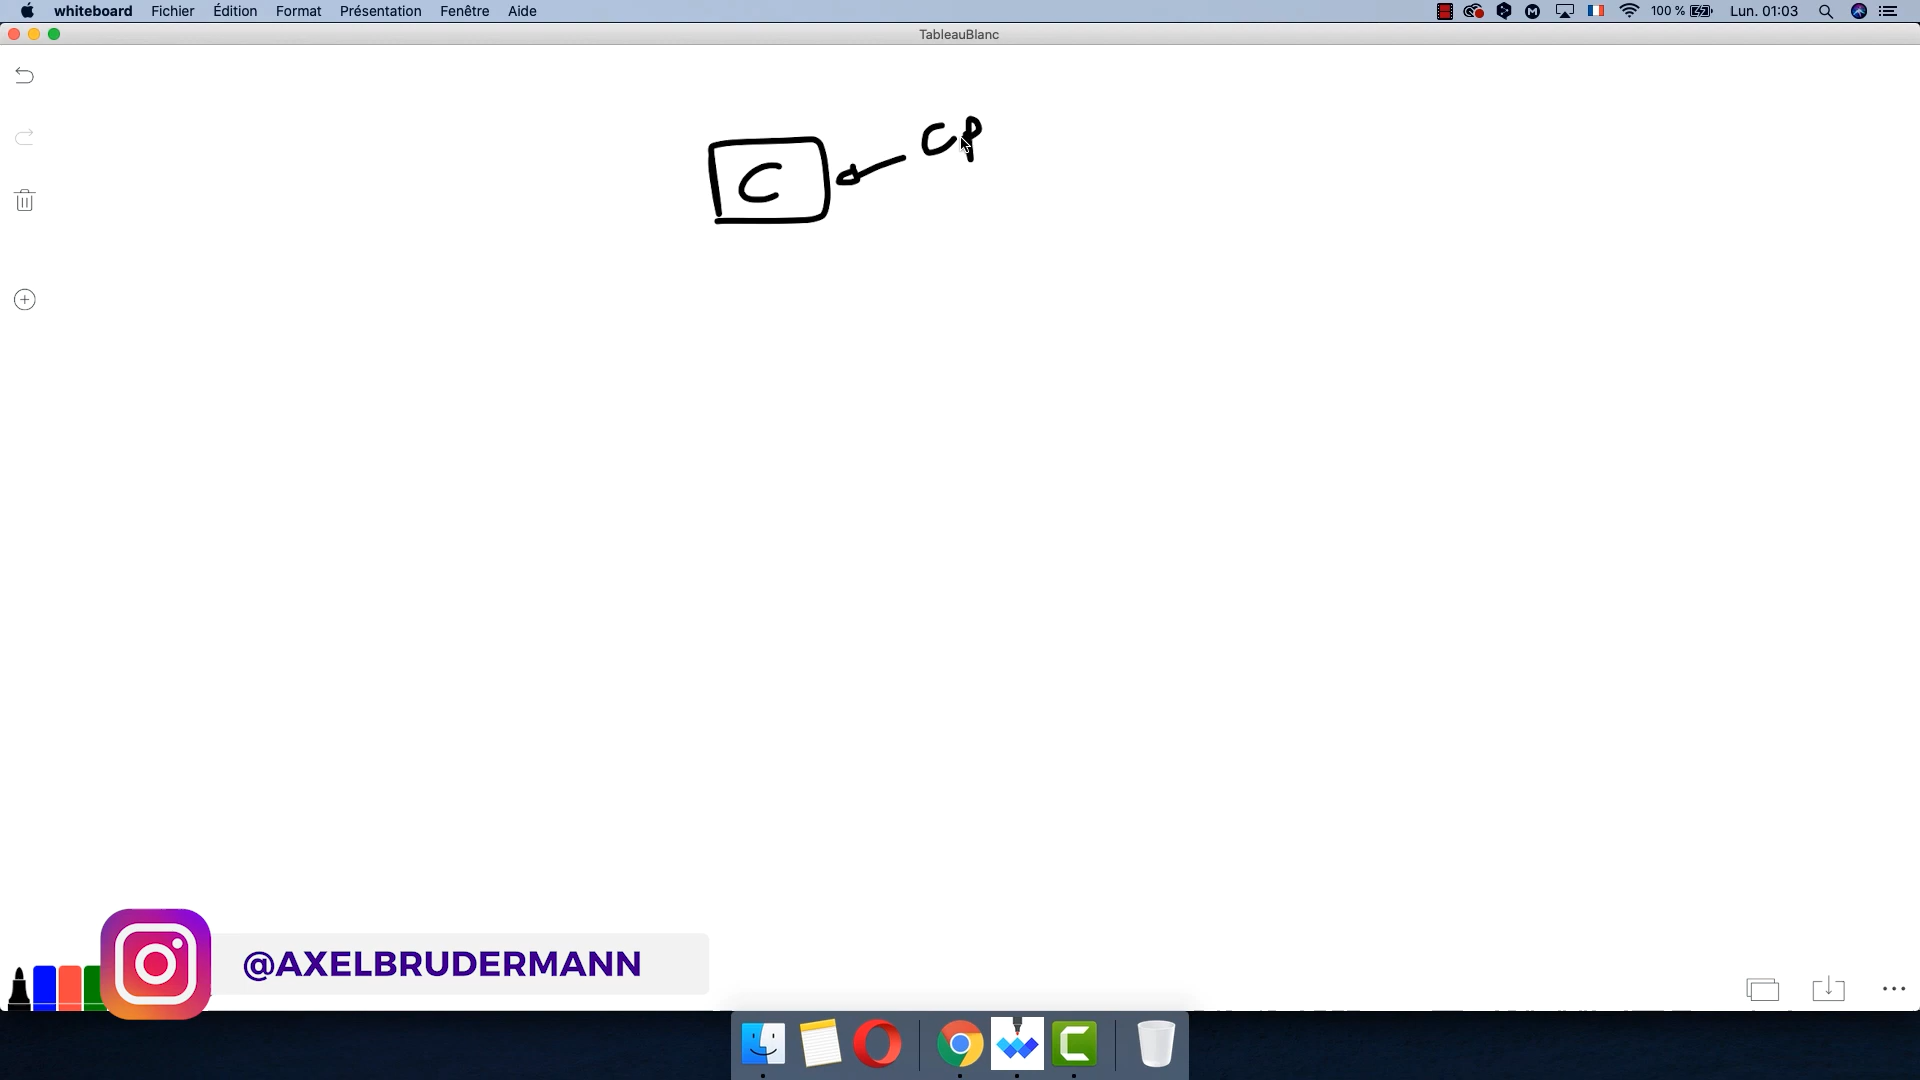 whiteboard Fichier Édition Format Présentation Fenêtre Aide 100 % Lun. 01:03
TableauBlanc
CP
C
@AXELBRUDERMANN